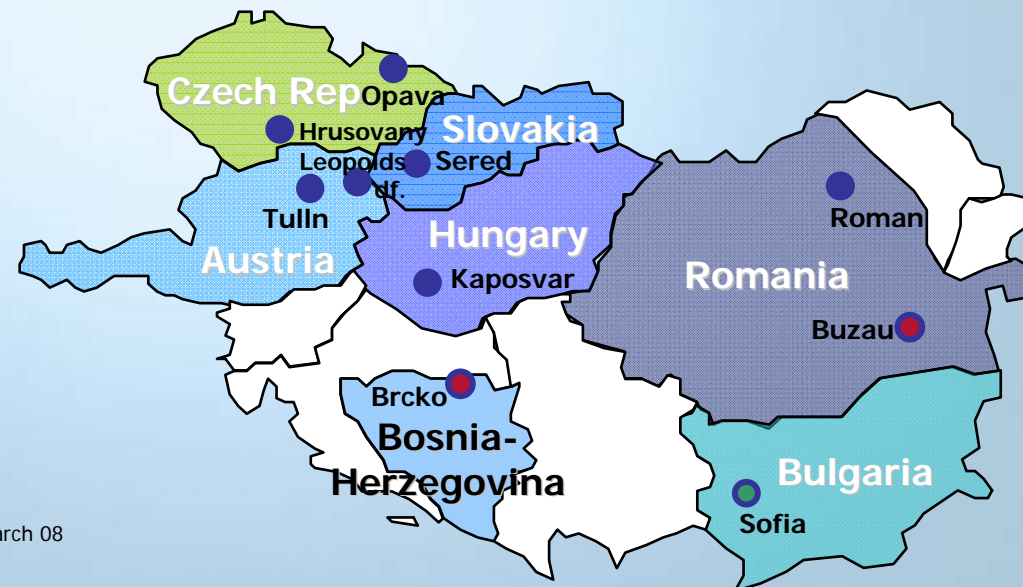 Czech Rep
Opava
Hrusovany
Slovakia
Leopolds
df.
Sered
Tulln
Roman
Hungary
Austria
Kaposvar
Romania
Buzau
Brcko
Bosnia-
Herzegovina
Bulgaria
Sofia
arch 08